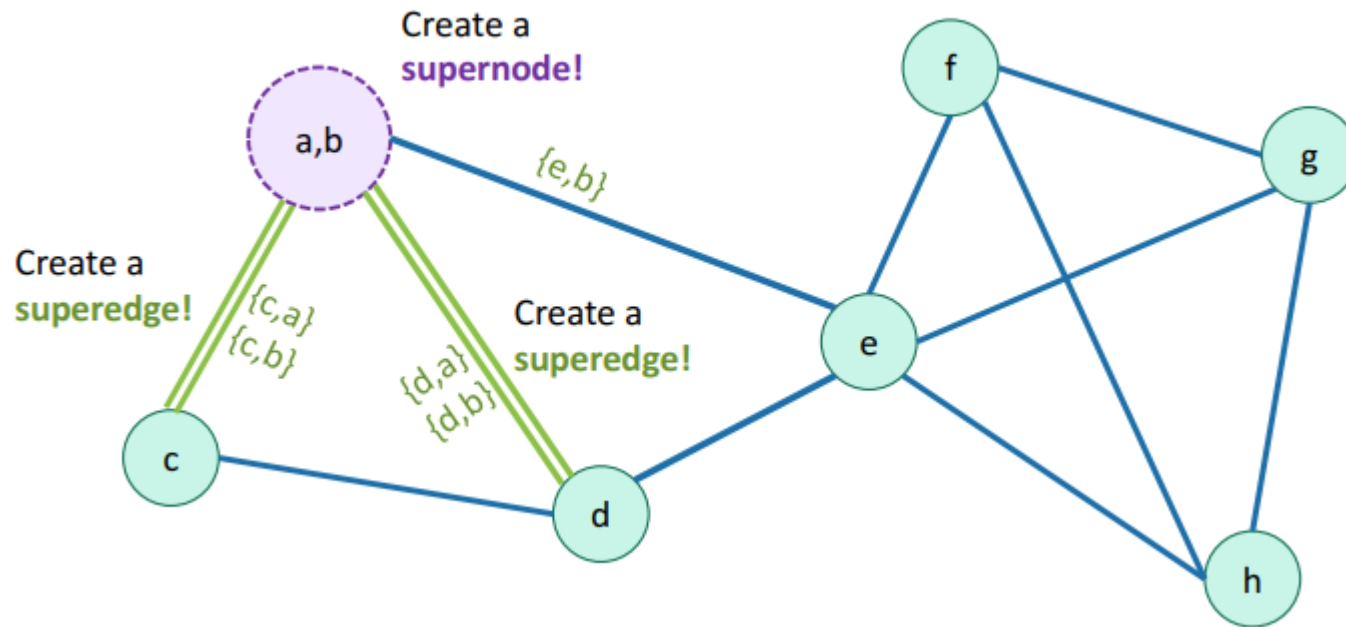 Create a
supernode!
f
a,b
g
{e,b}
Create a
superedge!
{c,a}
{c,b}
Create a
superedge!
e
{d,a}
{d,b}
c
d
h